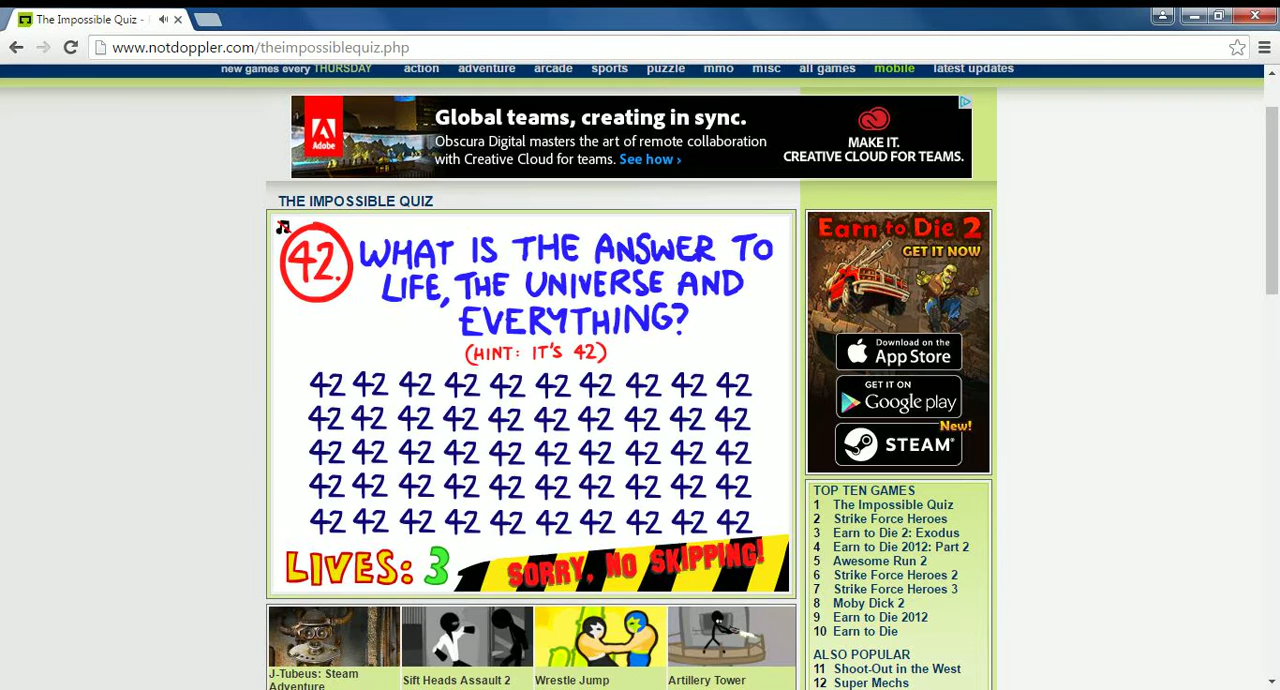 The Impossible Quiz -
www.notdoppler.com/theimpossiblequiz.php
new games every THURSDAY action adventure arcade sports puzzle mmo misc all games mobile latest updates
Adobe
Global teams, creating in sync.
Obscura Digital masters the art of remote collaboration
with Creative Cloud for teams. See how ›
MAKE IT.
CREATIVE CLOUD FOR TEAMS.
THE IMPOSSIBLE QUIZ
42. WHAT IS THE ANSWER TO
LIFE, THE UNIVERSE AND
EVERYTHING?
(HINT: IT'S 42)
42 42 42 42 42 42 42 42 42 42
42 42 42 42 42 42 42 42 42 42
42 42 42 42 42 42 42 42 42 42
42 42 42 42 42 42 42 42 42 42
42 42 42 42 42 42 42 42 42 42
LIVES: 3 SORRY, NO SKIPPING!
J-Tubeus: Steam
Adventure
Sift Heads Assault 2
Wrestle Jump
Artillery Tower
Earn to Die 2
GET IT NOW
Download on the
App Store
GET IT ON
Google play
New!
STEAM
TOP TEN GAMES
1 The Impossible Quiz
2 Strike Force Heroes
3 Earn to Die 2: Exodus
4 Earn to Die 2012: Part 2
5 Awesome Run 2
6 Strike Force Heroes 2
7 Strike Force Heroes 3
8 Moby Dick 2
9 Earn to Die 2012
10 Earn to Die
ALSO POPULAR
11 Shoot-Out in the West
12 Super Mechs